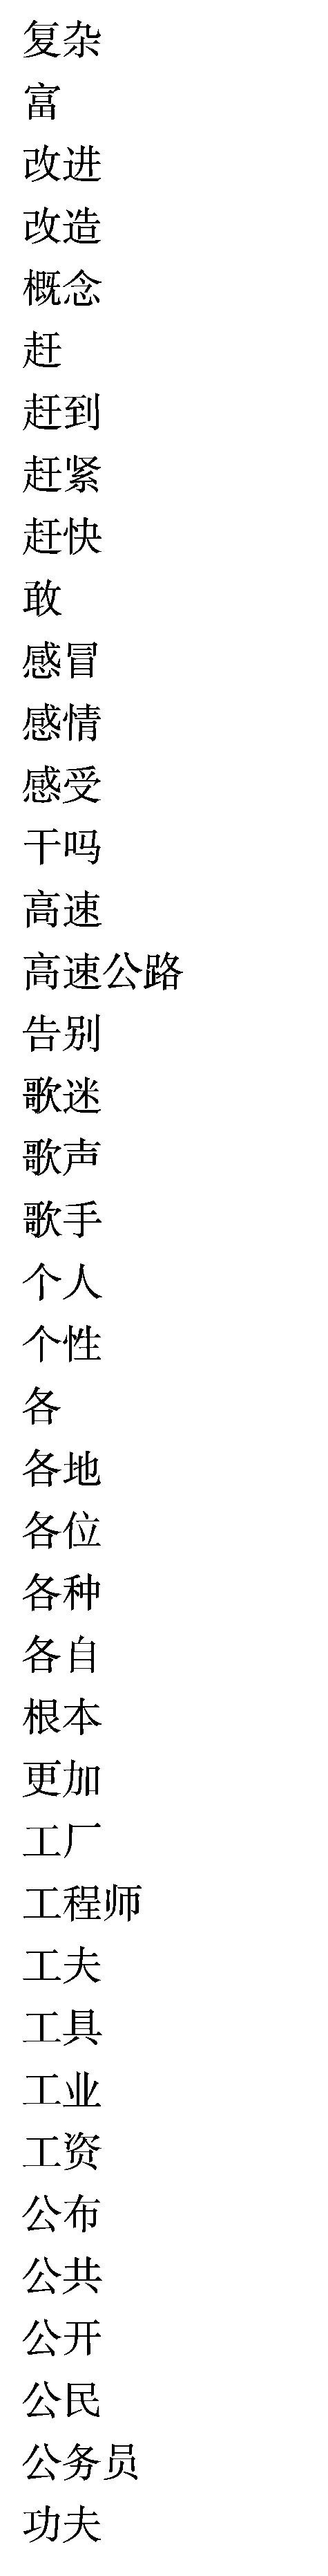 复杂
富
改进
改造
概念
赶
赶到
赶紧
赶快
敢
感冒
感情
感受
干吗
高速
高速公路
告别
歌迷
歌声
歌手
个人
个性
各
各地
各位
各种
各自
根本
更加
工厂
工程师
工夫
工具
工业
工资
公布
公共
公开
公民
公务员
功夫